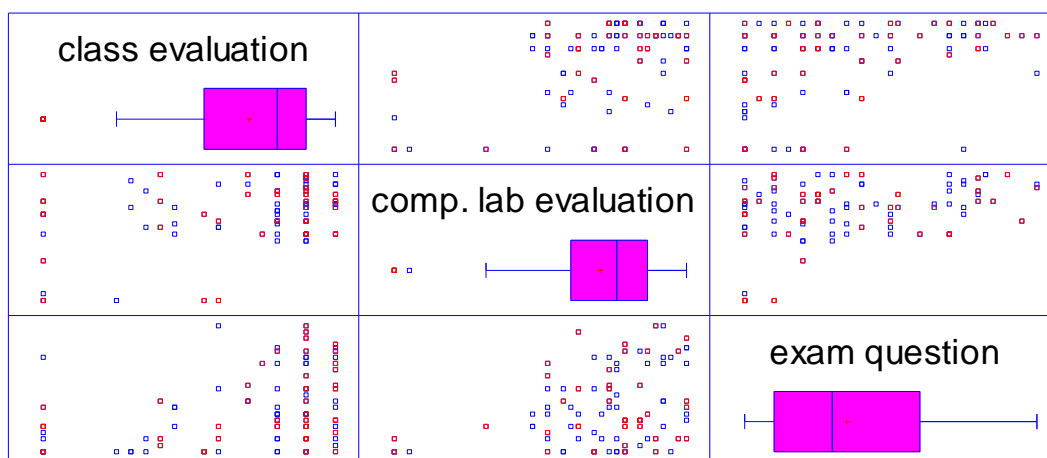 class evaluation
comp. lab evaluation
exam question